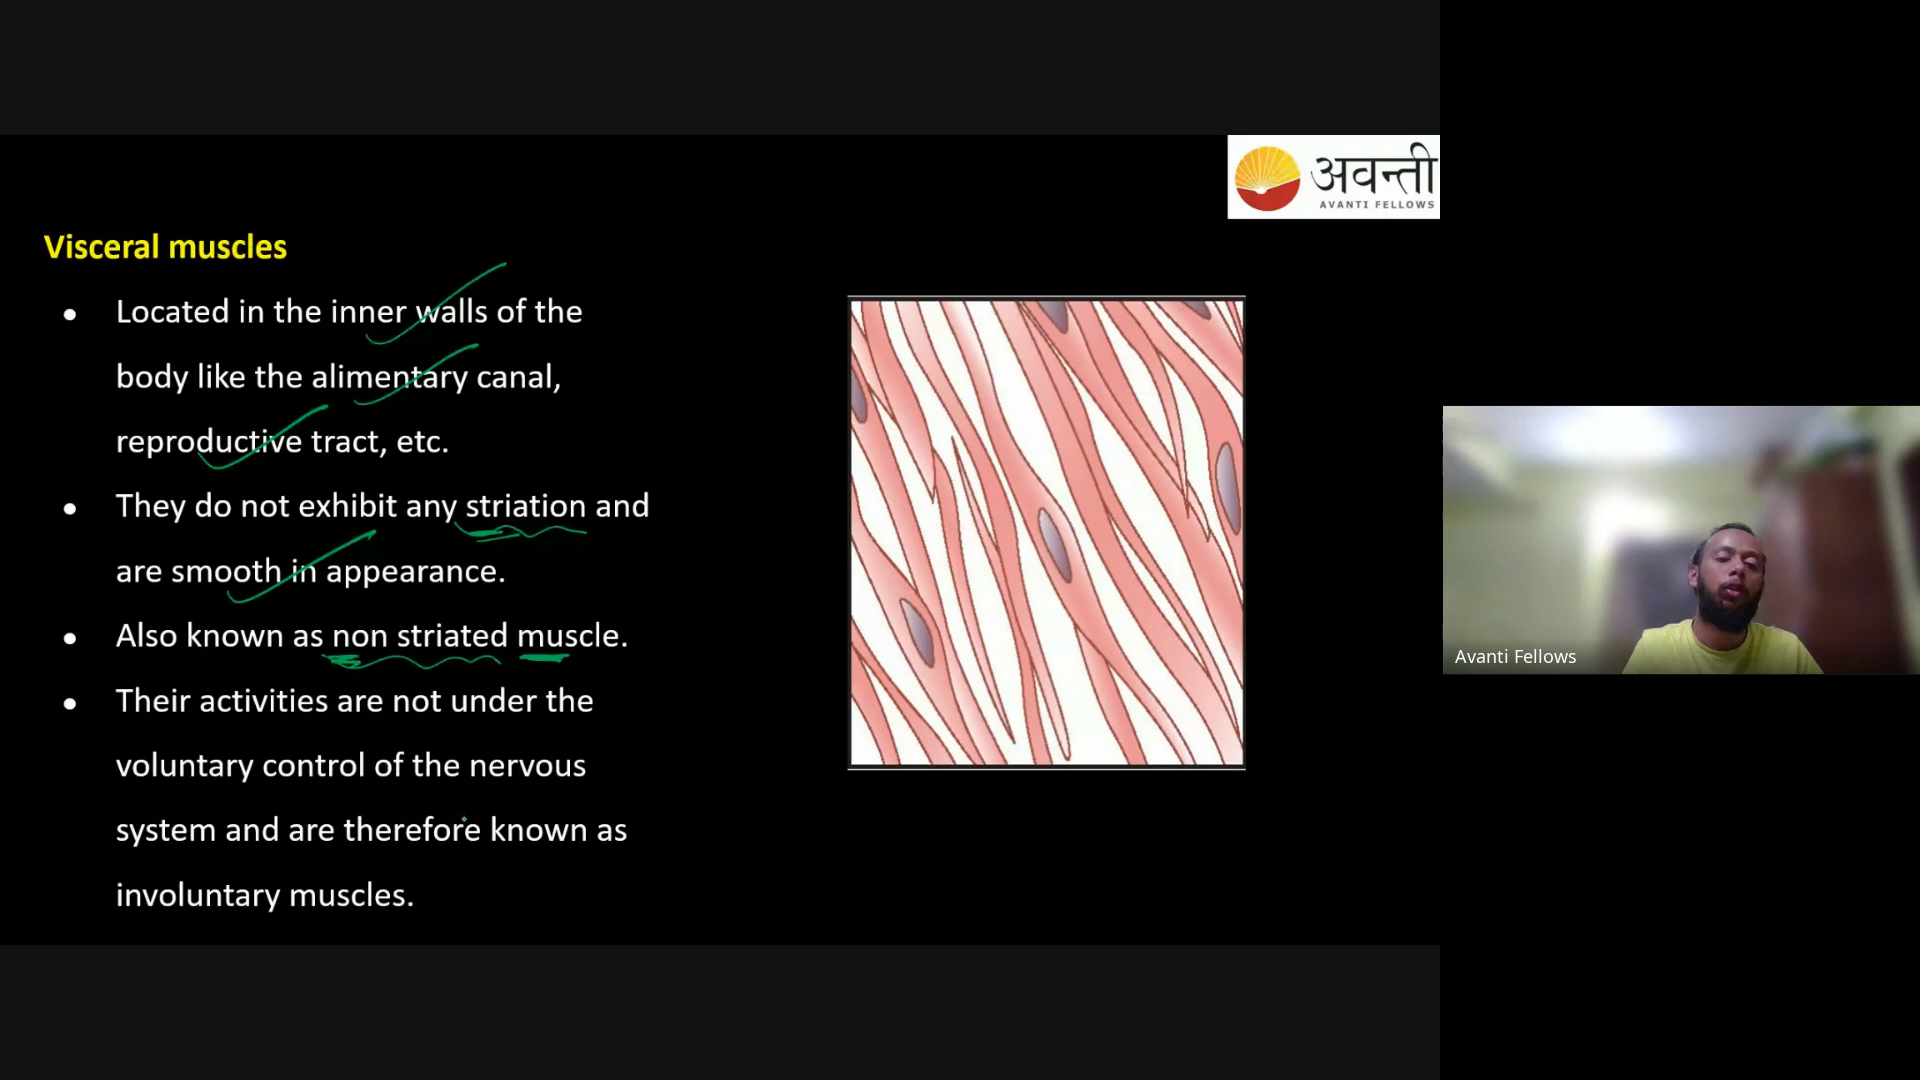 अवन्ती
AVANTI FELLOWS
Visceral muscles
• Located in the inner walls of the
body like the alimentary canal,
reproductive tract, etc.
• They do not exhibit any striation and
are smooth in appearance.
• Also known as non striated muscle.
• Their activities are not under the
voluntary control of the nervous
system and are therefore known as
involuntary muscles.
Avanti Fellows